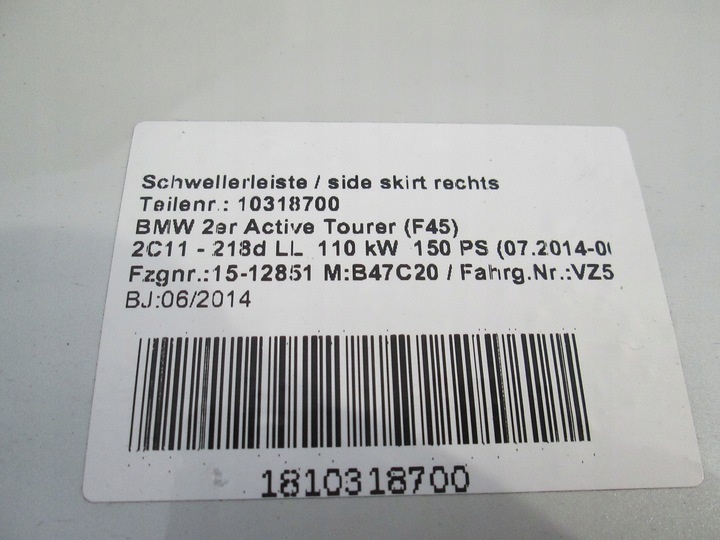 Schwellerleiste / side skirt rechts
Teilenr.: 10318700
BMW 2er Active Tourer (F45)
2C11 - 218d LL 110 kW 150 PS (07.2014-0
Fzgnr.:15-12851 M:B47C20 / Fahrg.Nr.:VZ5
BJ:06/2014
1810318700